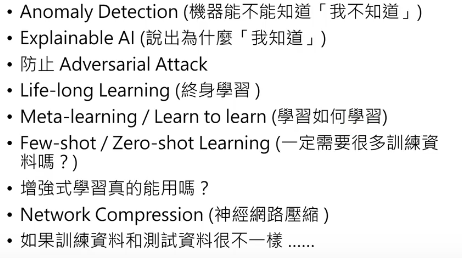 • Anomaly Detection (機器能不能知道「我不知道」)
• Explainable AI (說出為什麼「我知道」)
• 防止 Adversarial Attack
• Life-long Learning (終身學習 )
• Meta-learning / Learn to learn (學習如何學習)
• Few-shot / Zero-shot Learning (一定需要很多訓練資
料嗎？)
• 增強式學習真的能用嗎？
• Network Compression (神經網路壓縮 )
• 如果訓練資料和測試資料很不一樣 ……